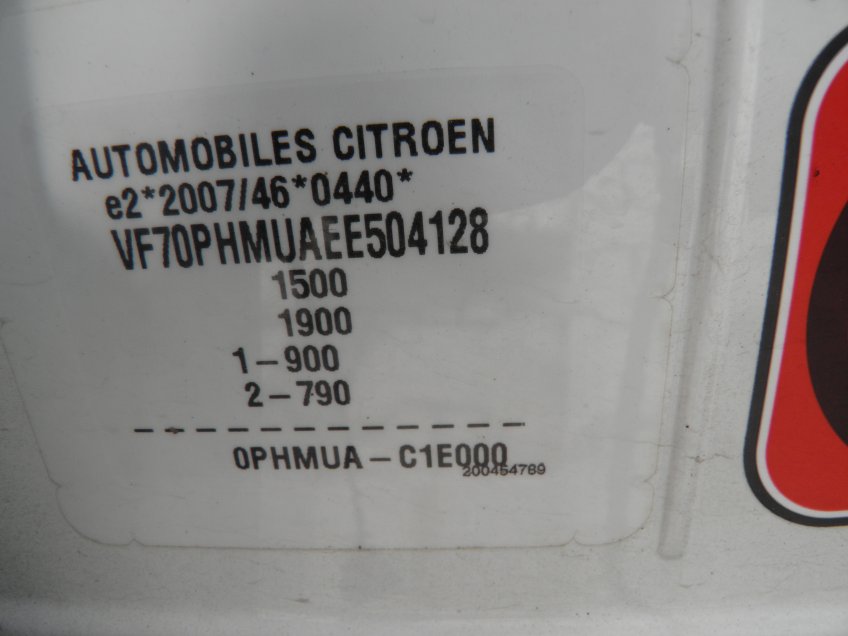 AUTOMOBILES CITROEN
e2*2007/46*0440*
VF70PHMUAEE504128
1500
1900
1-900
2-790
- - - - - - - - - - - - -
0PHMUA-C1E000
200454789